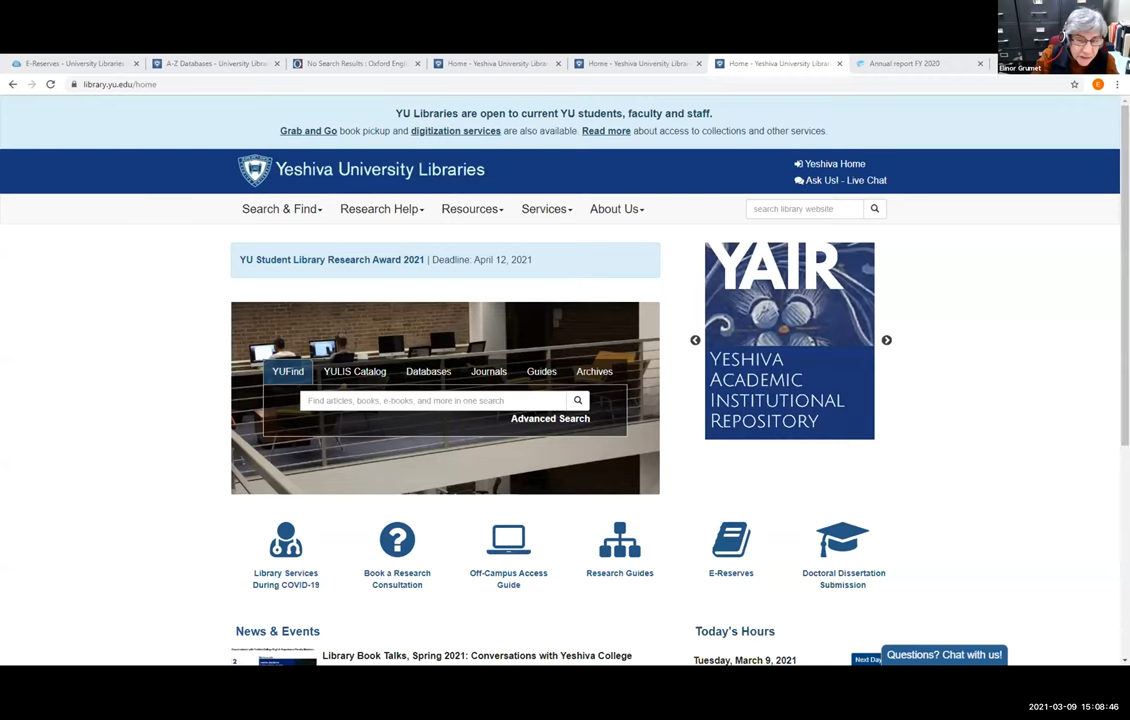 E-Reserves - University Libraries
A-Z Databases - University Libra
No Search Results : Oxford Engli
Home - Yeshiva University Librar
Home - Yeshiva University Librar
Home - Yeshiva University Librar
Annual report FY 2020
Elinor Grumet
library.yu.edu/home
E
YU Libraries are open to current YU students, faculty and staff.
Grab and Go book pickup and digitization services are also available. Read more about access to collections and other services.
Yeshiva University Libraries
Yeshiva Home
Ask Us! - Live Chat
Search & Find
Research Help
Resources
Services
About Us
search library website
YU Student Library Research Award 2021 | Deadline: April 12, 2021
YUFind
YULIS Catalog
Databases
Journals
Guides
Archives
Find articles, books, e-books, and more in one search
Advanced Search
YAIR
YESHIVA
ACADEMIC
INSTITUTIONAL
REPOSITORY
Library Services
During COVID-19
Book a Research
Consultation
Off-Campus Access
Guide
Research Guides
E-Reserves
Doctoral Dissertation
Submission
News & Events
Today's Hours
Library Book Talks, Spring 2021: Conversations with Yeshiva College
Tuesday, March 9, 2021
Next Day
Questions? Chat with us!
2021-03-09 15:08:46